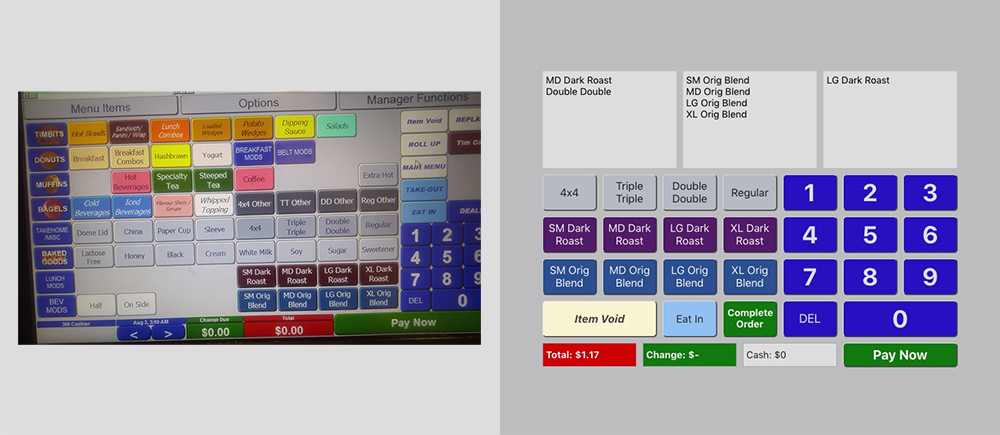 Menu Items
Options
Manager Functions
TIMBITS
Hot Bowls
Sandwich/
Panini / Wrap
Lunch
Combos
Loaded
Wedges
Potato
Wedges
Dipping
Sauce
Salads
Item Void
REPLA
DONUTS
Breakfast
Breakfast
Combos
Hashbrown
Yogurt
BREAKFAST
MODS
BELT MODS
ROLL UP
Tim Ca
MUFFINS
Hot
Beverages
Specialty
Tea
Steeped
Tea
Coffee
Extra Hot
MAIN MENU
BAGELS
Cold
Beverages
Iced
Beverages
Flavour Shots /
Whipped
Topping
4x4 Other
TT Other
DD Other
Reg Other
TAKE-OUT
TAKEHOME
/MISC
Dome Lid
China
Paper Cup
Sleeve
4x4
Triple
Triple
Double
Double
Regular
EAT IN
DEALS
BAKED
GOODS
Lactose
Free
Honey
Black
Cream
White Milk
Soy
Sugar
Sweetener
1
2
3
4
5
6
LUNCH
MODS
SM Dark
Roast
MD Dark
Roast
LG Dark
Roast
XL Dark
Roast
7
8
9
BEV
MODS
Half
On Side
SM Orig
Blend
MD Orig
Blend
LG Orig
Blend
XL Orig
Blend
DEL
0
300 Cashier
Aug 3, 3:10 AM
<
>
Change Due
$0.00
Total
$0.00
Pay Now
MD Dark Roast
Double Double
SM Orig Blend
MD Orig Blend
LG Orig Blend
XL Orig Blend
LG Dark Roast
4x4
Triple
Triple
Double
Double
Regular
1
2
3
SM Dark
Roast
MD Dark
Roast
LG Dark
Roast
XL Dark
Roast
4
5
6
SM Orig
Blend
MD Orig
Blend
LG Orig
Blend
XL Orig
Blend
7
8
9
Item Void
Eat In
Complete
Order
DEL
0
Total: $1.17
Change: $-
Cash: $0
Pay Now